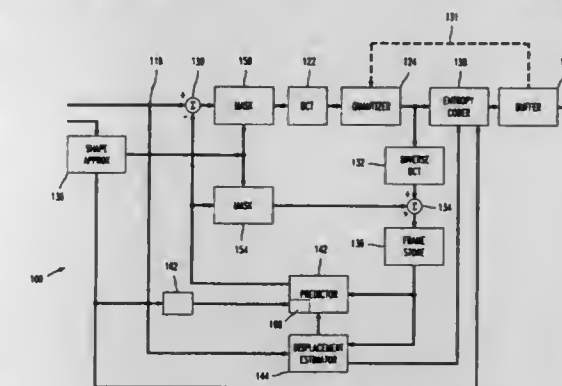 131
118
130
150
122
124
138
+
Σ
-
MASK
DCT
QUANTIZER
ENTROPY
CODER
BUFFER
SHAPE
APPROX
132
INVERSE
DCT
MASK
+
Σ
134
+
154
136
FRAME
STORE
142
162
100
PREDICTOR
DISPLACEMENT
ESTIMATOR
144